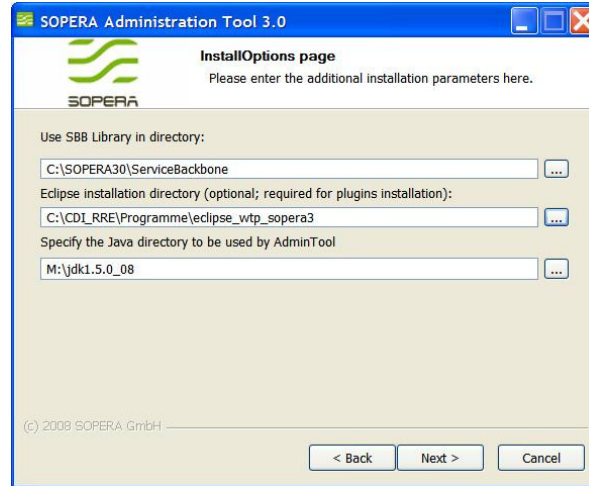 SOPERA Administration Tool 3.0
SOPERA
InstallOptions page
Please enter the additional installation parameters here.
Use SBB Library in directory:
C:\SOPERA30\ServiceBackbone
...
Eclipse installation directory (optional; required for plugins installation):
C:\CDI_RRE\Programme\eclipse_wtp_sopera3
...
Specify the Java directory to be used by AdminTool
M:\jdk1.5.0_08
...
(c) 2008 SOPERA GmbH
< Back Next > Cancel